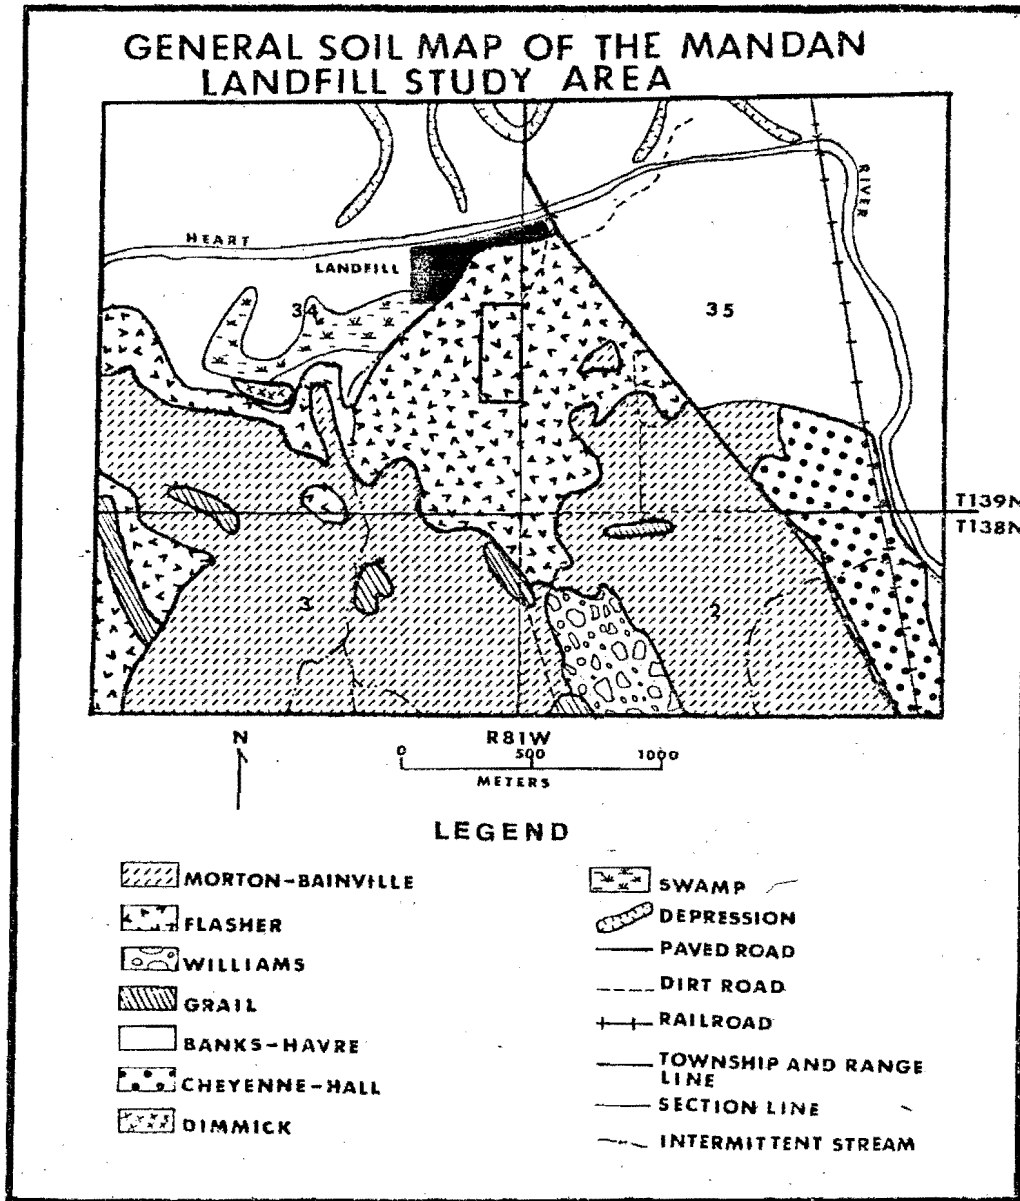 GENERAL SOIL MAP OF THE MANDAN
LANDFILL STUDY AREA
HEART
RIVER
LANDFILL
34
35
T139N
T138N
3
2
N
R81W
0 500 1000
METERS
LEGEND
MORTON-BAINVILLE
FLASHER
WILLIAMS
GRAIL
BANKS-HAVRE
CHEYENNE-HALL
DIMMICK
SWAMP
DEPRESSION
PAVED ROAD
DIRT ROAD
RAILROAD
TOWNSHIP AND RANGE
LINE
SECTION LINE
INTERMITTENT STREAM